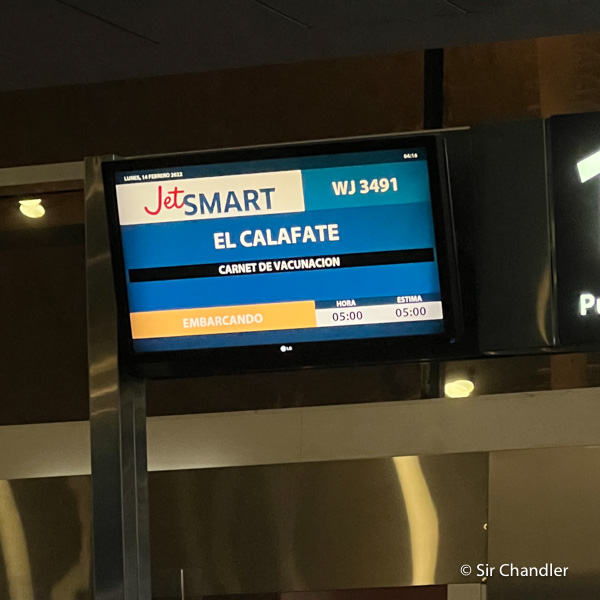 LUNES, 14 FEBRERO 2022
04:16
JetSMART
WJ 3491
EL CALAFATE
CARNET DE VACUNACION
EMBARCANDO
HORA
ESTIMA
05:00
05:00
LG
© Sir Chandler